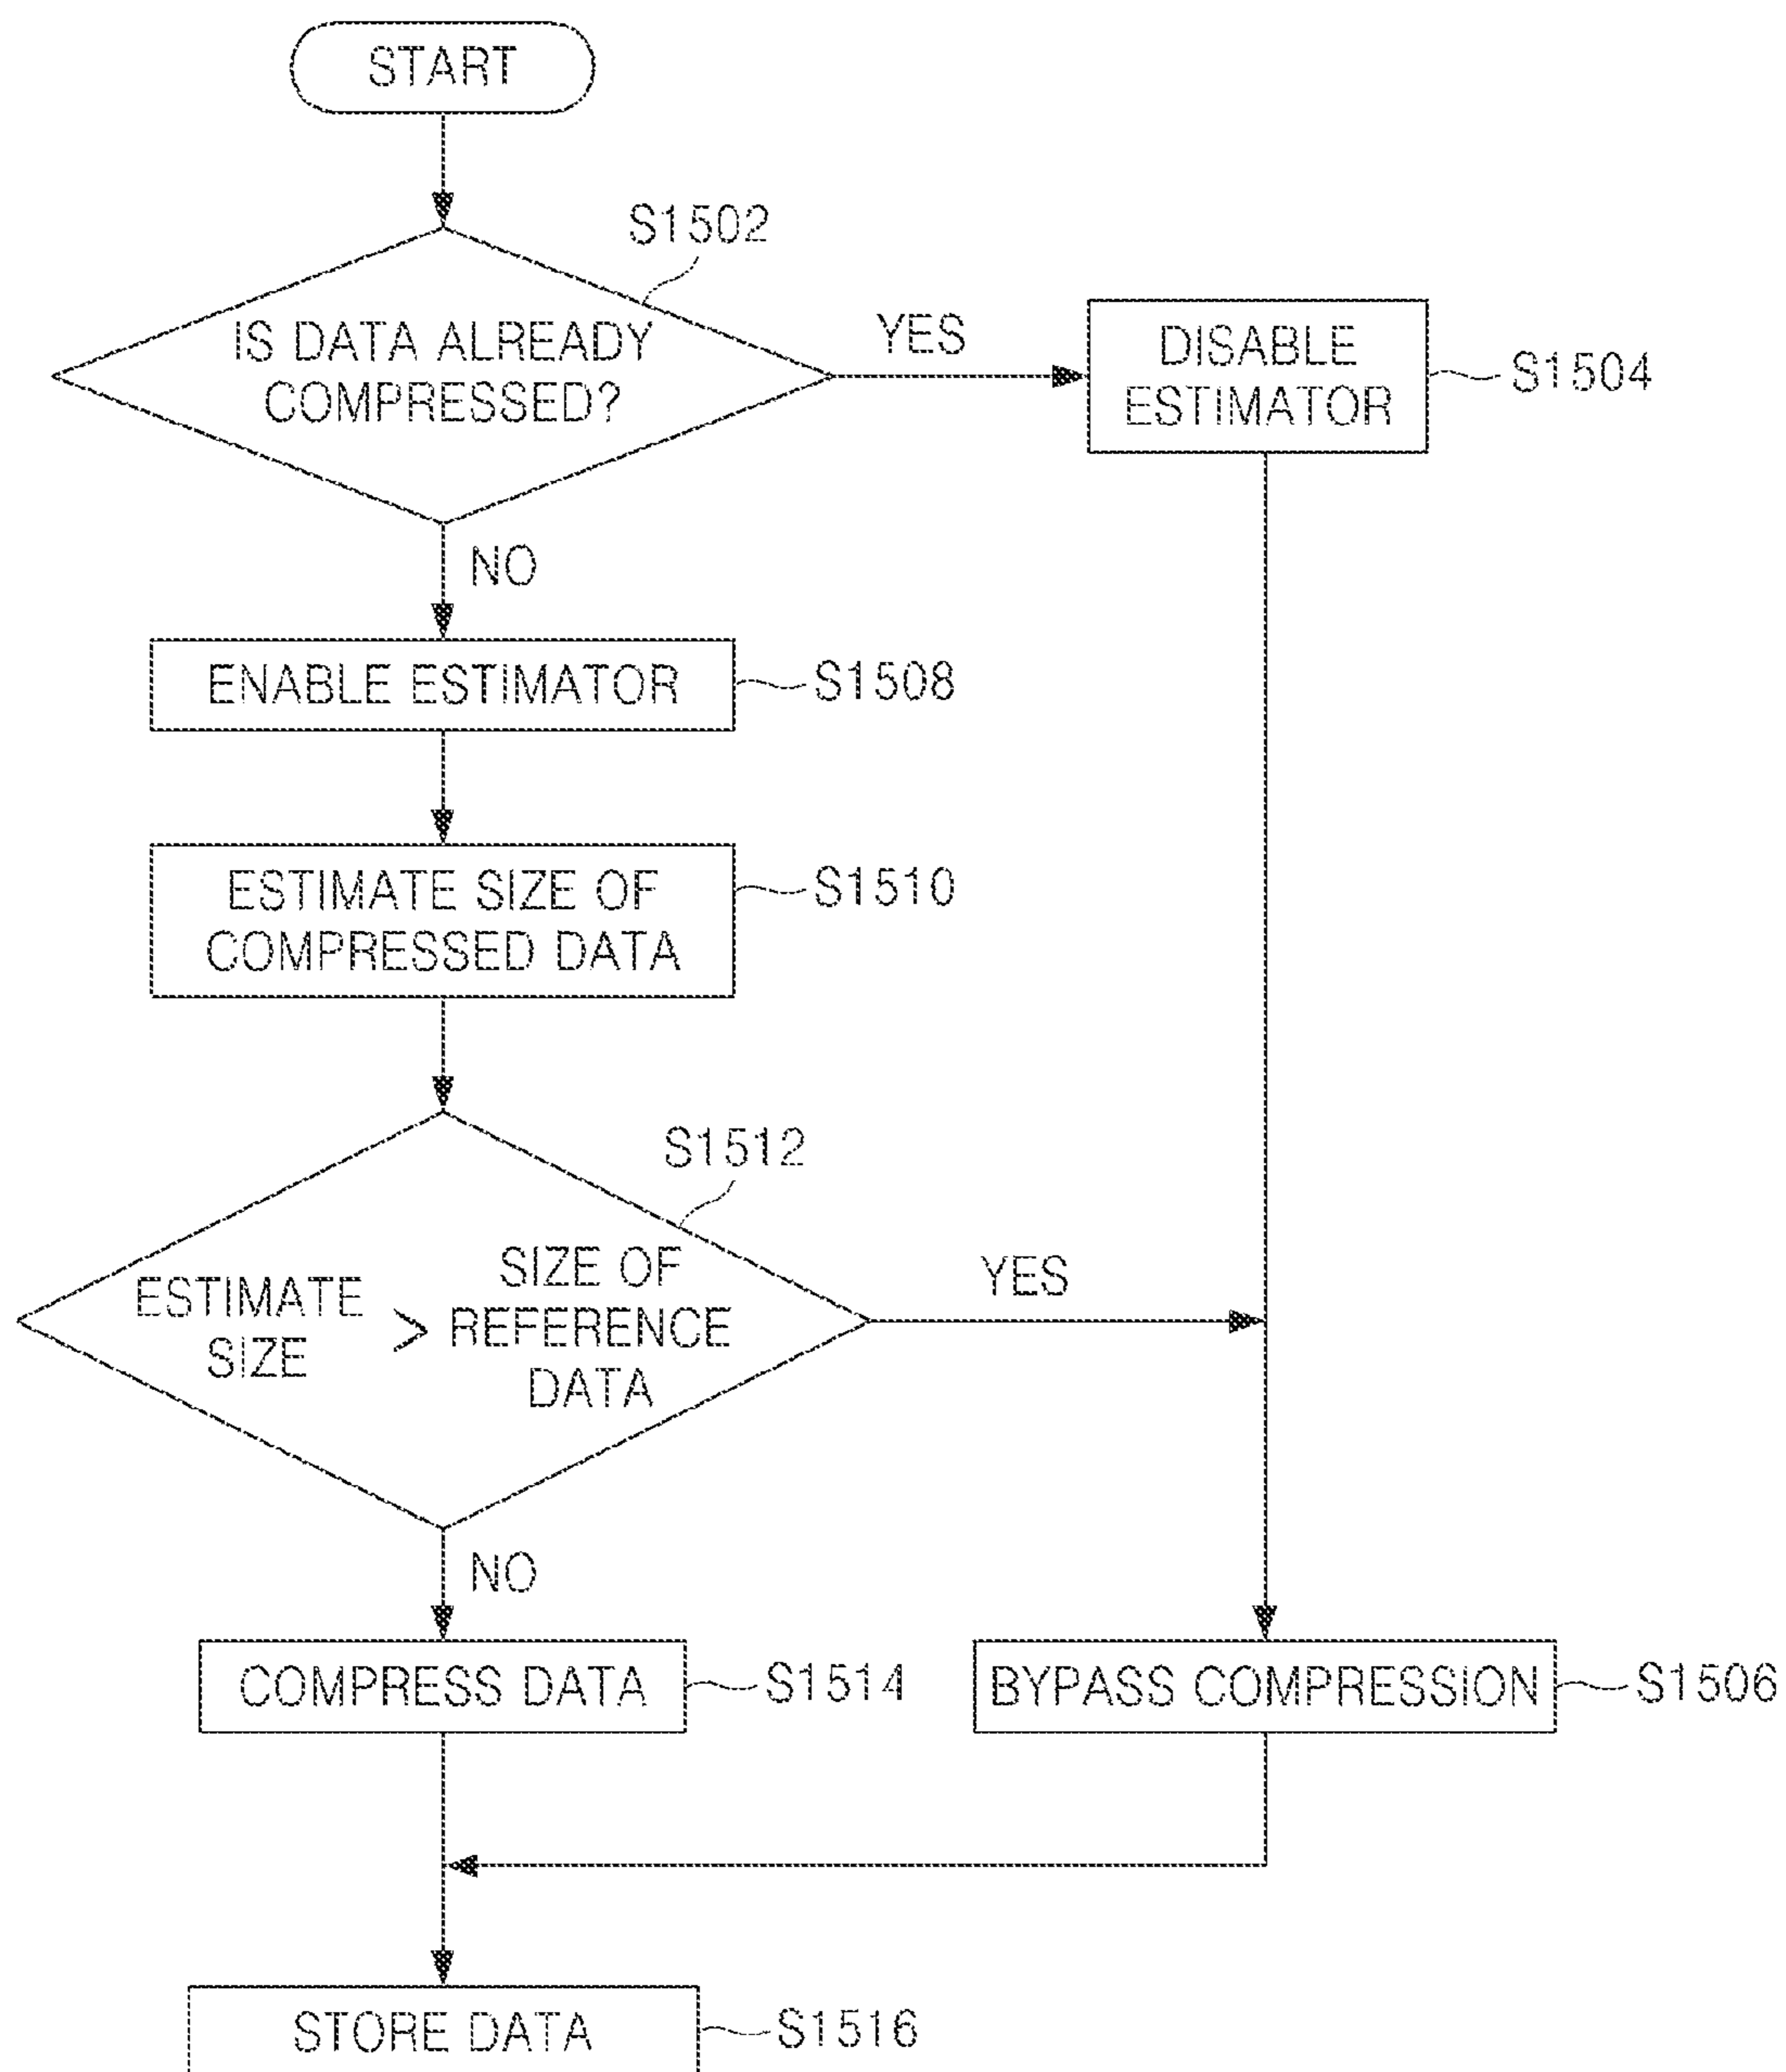 START
S1502
IS DATA ALREADY
COMPRESSED?
YES
DISABLE
ESTIMATOR
S1504
NO
ENABLE ESTIMATOR
S1508
ESTIMATE SIZE OF
COMPRESSED DATA
S1510
S1512
ESTIMATE
SIZE
>
SIZE OF
REFERENCE
DATA
YES
NO
COMPRESS DATA
S1514
BYPASS COMPRESSION
S1506
STORE DATA
S1516